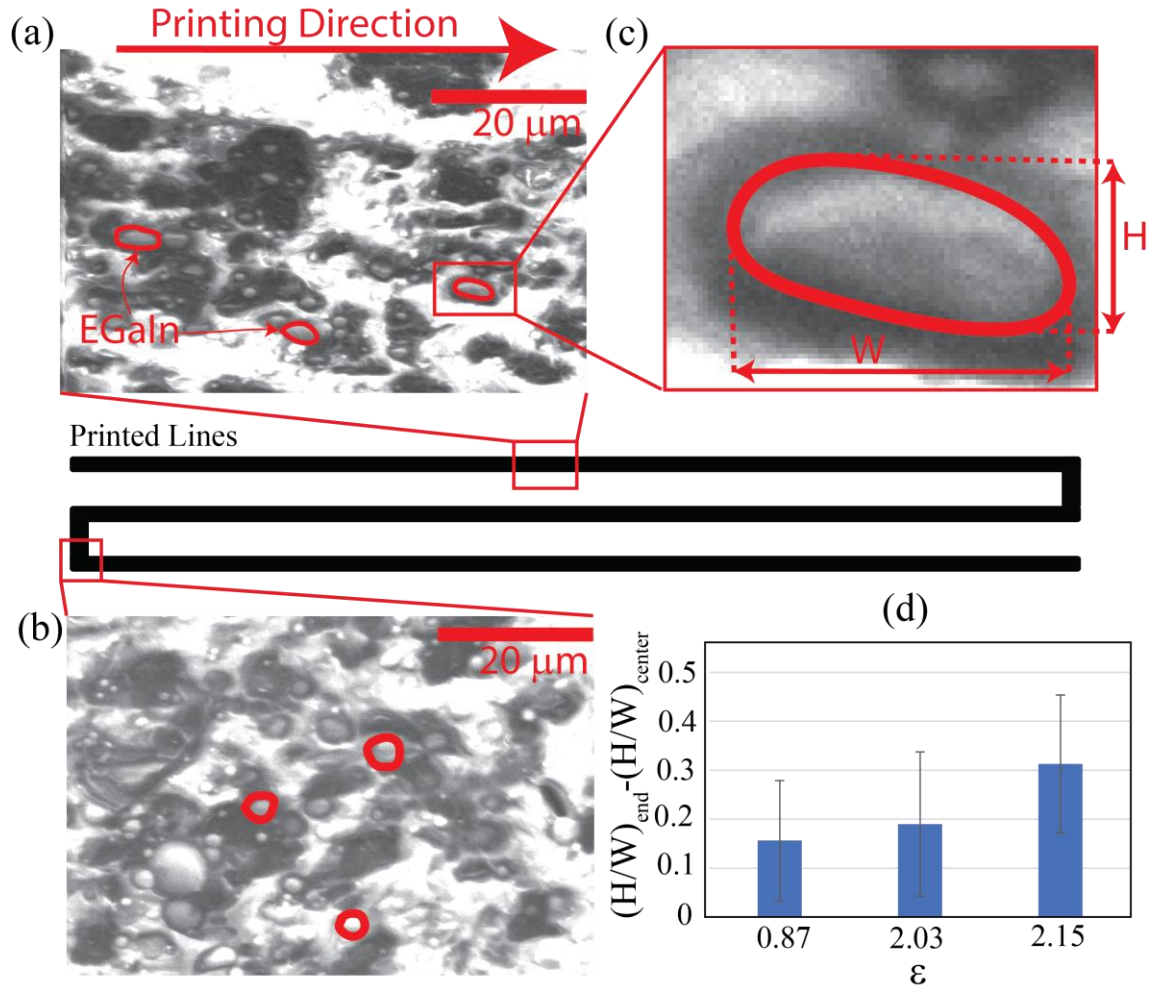 (a)
Printing Direction
20 μm
EGaIn
(c)
H
W
Printed Lines
(b)
20 μm
(d)
(H/W)end-(H/W)center
0.5
0.4
0.3
0.2
0.1
0
0.87 2.03 2.15
ε